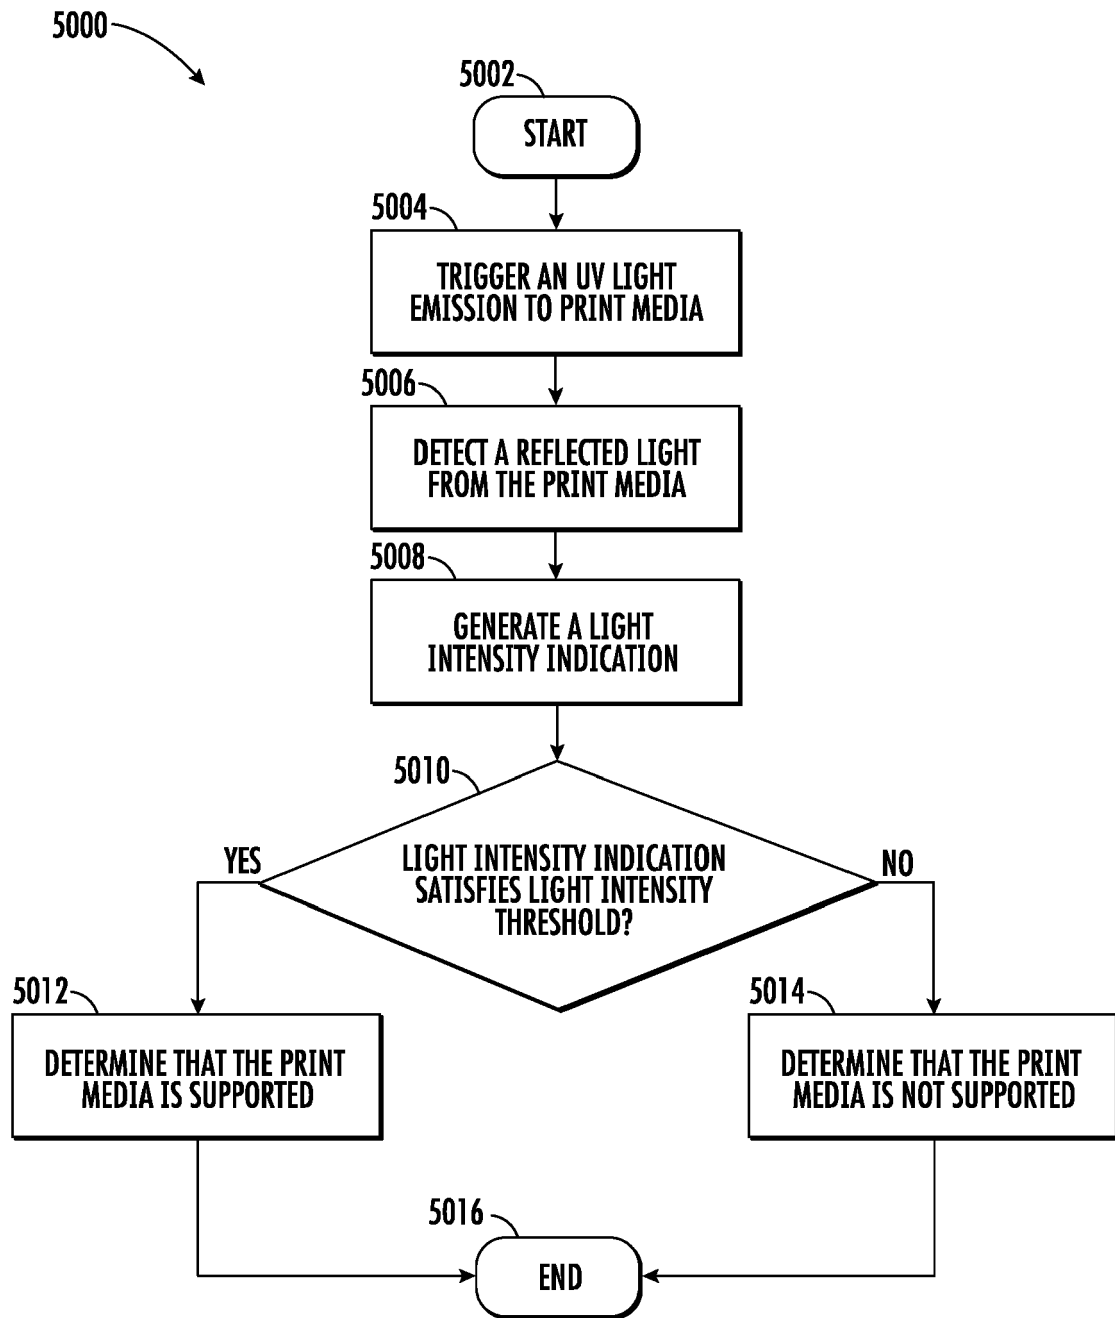 5000
5002
START
5004
TRIGGER AN UV LIGHT
EMISSION TO PRINT MEDIA
5006
DETECT A REFLECTED LIGHT
FROM THE PRINT MEDIA
5008
GENERATE A LIGHT
INTENSITY INDICATION
5010
LIGHT INTENSITY INDICATION
SATISFIES LIGHT INTENSITY
THRESHOLD?
YES
NO
5012
DETERMINE THAT THE PRINT
MEDIA IS SUPPORTED
5014
DETERMINE THAT THE PRINT
MEDIA IS NOT SUPPORTED
5016
END